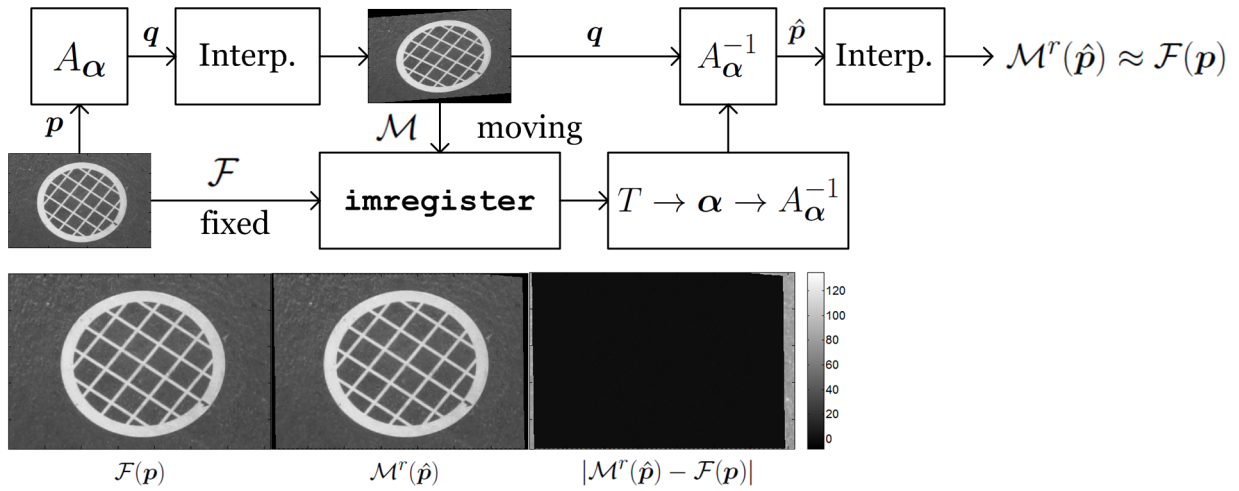 A_α
q
Interp.
q
A_α^{-1}
p̂
Interp.
ℳ^r(p̂) ≈ ℱ(p)
p
ℳ
moving
ℱ
fixed
imregister
T → α → A_α^{-1}
120
100
80
60
40
20
0
ℱ(p)
ℳ^r(p̂)
|ℳ^r(p̂) − ℱ(p)|